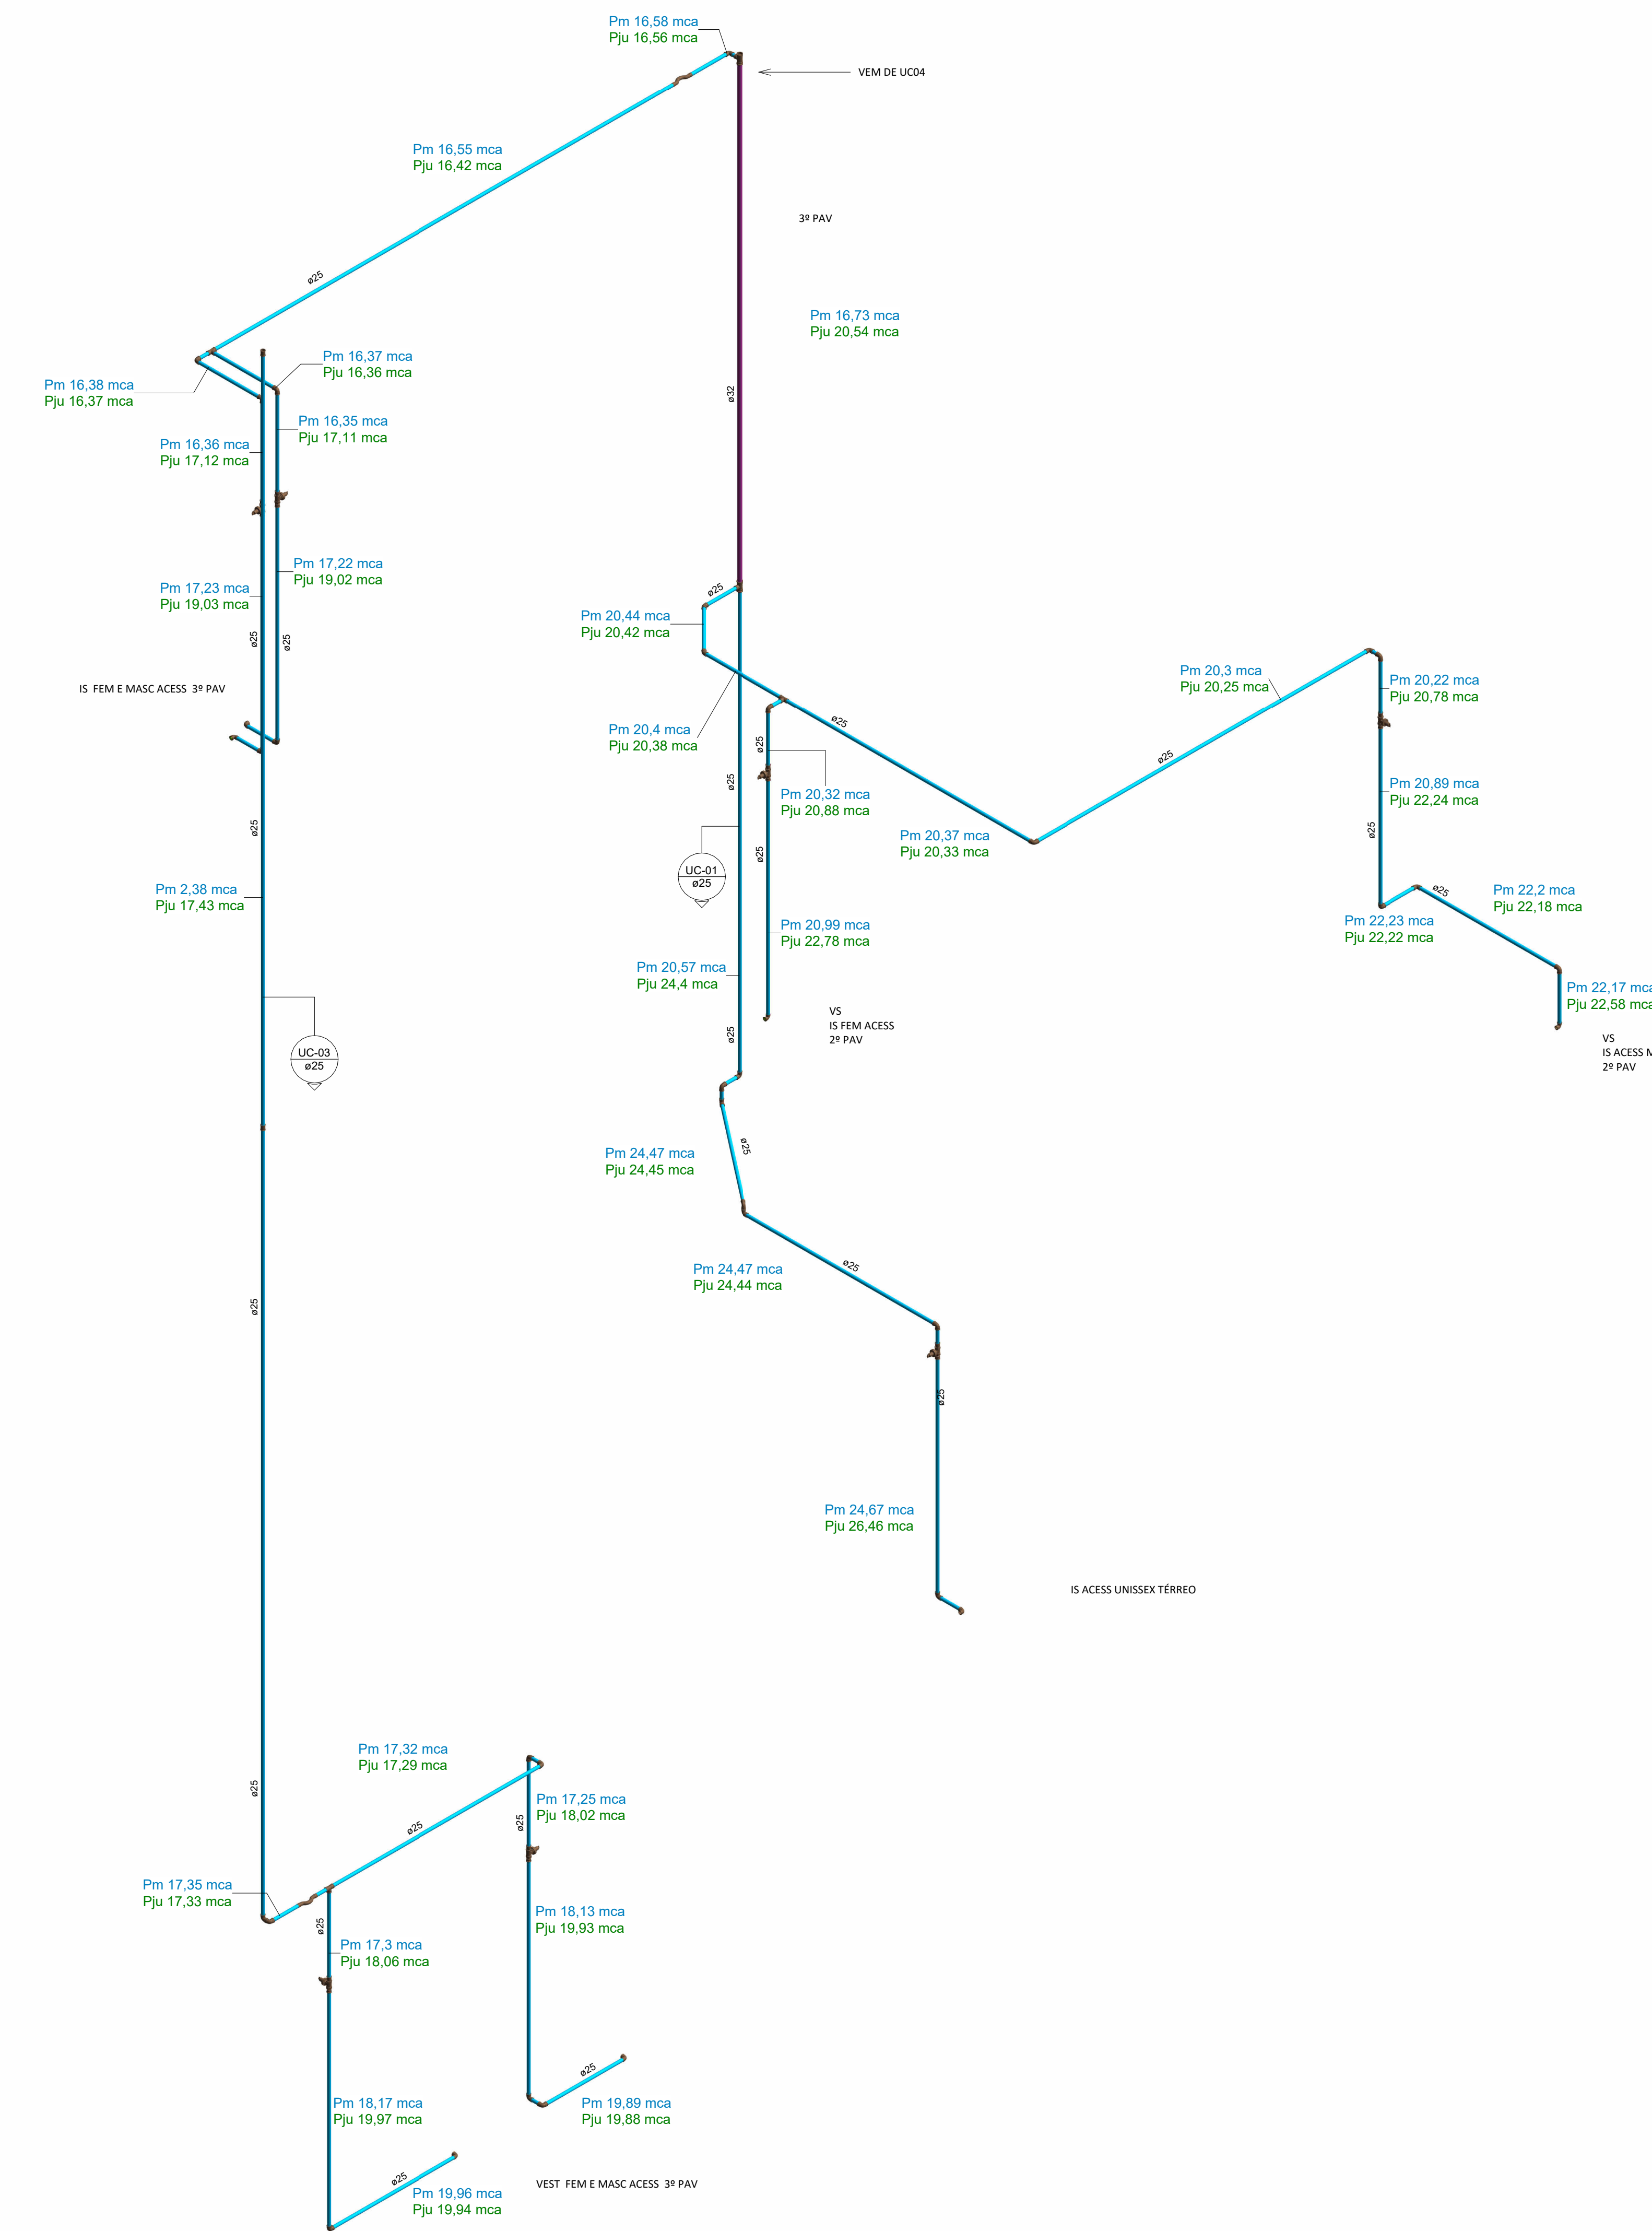 Pm 16,58 mca
Pju 16,56 mca
VEM DE UC04
Pm 16,55 mca
Pju 16,42 mca
3º PAV
ø25
Pm 16,73 mca
Pju 20,54 mca
Pm 16,37 mca
Pju 16,36 mca
Pm 16,38 mca
Pju 16,37 mca
ø32
Pm 16,35 mca
Pju 17,11 mca
Pm 16,36 mca
Pju 17,12 mca
Pm 17,22 mca
Pju 19,02 mca
Pm 17,23 mca
Pju 19,03 mca
ø25
ø25
ø25
Pm 20,44 mca
Pju 20,42 mca
IS FEM E MASC ACESS 3º PAV
Pm 20,3 mca
Pju 20,25 mca
Pm 20,22 mca
Pju 20,78 mca
Pm 20,4 mca
Pju 20,38 mca
ø25
ø25
ø25
ø25
Pm 20,32 mca
Pju 20,88 mca
Pm 20,89 mca
Pju 22,24 mca
ø25
ø25
Pm 20,37 mca
Pju 20,33 mca
ø25
ø25
UC-01
ø25
Pm 2,38 mca
Pju 17,43 mca
ø25
Pm 22,2 mca
Pju 22,18 mca
Pm 22,23 mca
Pju 22,22 mca
Pm 20,99 mca
Pju 22,78 mca
Pm 20,57 mca
Pju 24,4 mca
Pm 22,17 mca
Pju 22,58 mca
VS
IS FEM ACESS
2º PAV
ø25
VS
IS ACESS M
2º PAV
UC-03
ø25
ø25
Pm 24,47 mca
Pju 24,45 mca
Pm 24,47 mca
Pju 24,44 mca
ø25
ø25
ø25
Pm 24,67 mca
Pju 26,46 mca
IS ACESS UNISSEX TÉRREO
Pm 17,32 mca
Pju 17,29 mca
ø25
Pm 17,25 mca
Pju 18,02 mca
ø25
ø25
Pm 17,35 mca
Pju 17,33 mca
Pm 18,13 mca
Pju 19,93 mca
ø25
Pm 17,3 mca
Pju 18,06 mca
ø25
Pm 18,17 mca
Pju 19,97 mca
Pm 19,89 mca
Pju 19,88 mca
ø25
VEST FEM E MASC ACESS 3º PAV
Pm 19,96 mca
Pju 19,94 mca